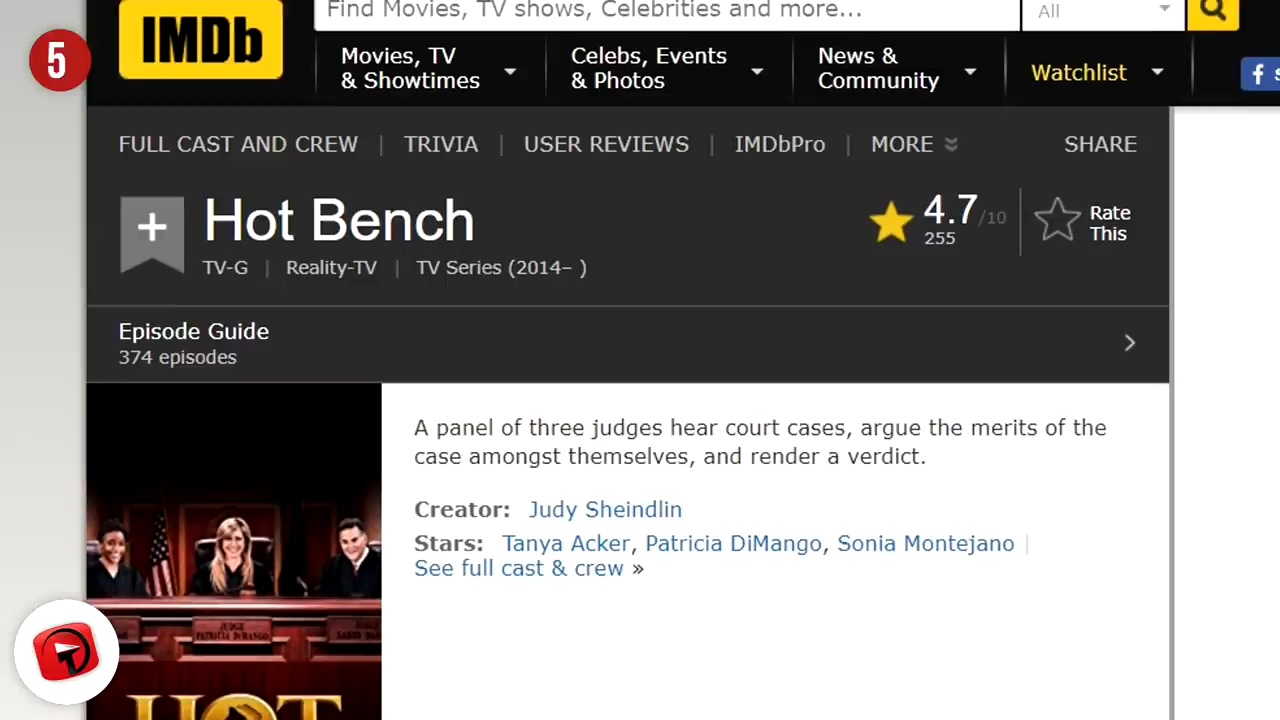 5
IMDb
Find Movies, TV shows, Celebrities and more...
All
Movies, TV
& Showtimes
Celebs, Events
& Photos
News &
Community
Watchlist
f
FULL CAST AND CREW | TRIVIA | USER REVIEWS | IMDbPro | MORE
SHARE
+ Hot Bench
4.7/10
255
Rate
This
TV-G | Reality-TV | TV Series (2014– )
Episode Guide
374 episodes
A panel of three judges hear court cases, argue the merits of the
case amongst themselves, and render a verdict.
Creator: Judy Sheindlin
Stars: Tanya Acker, Patricia DiMango, Sonia Montejano |
See full cast & crew »
JUDGE
PATRICIA DIMANGO
JUDGE
HOT
T